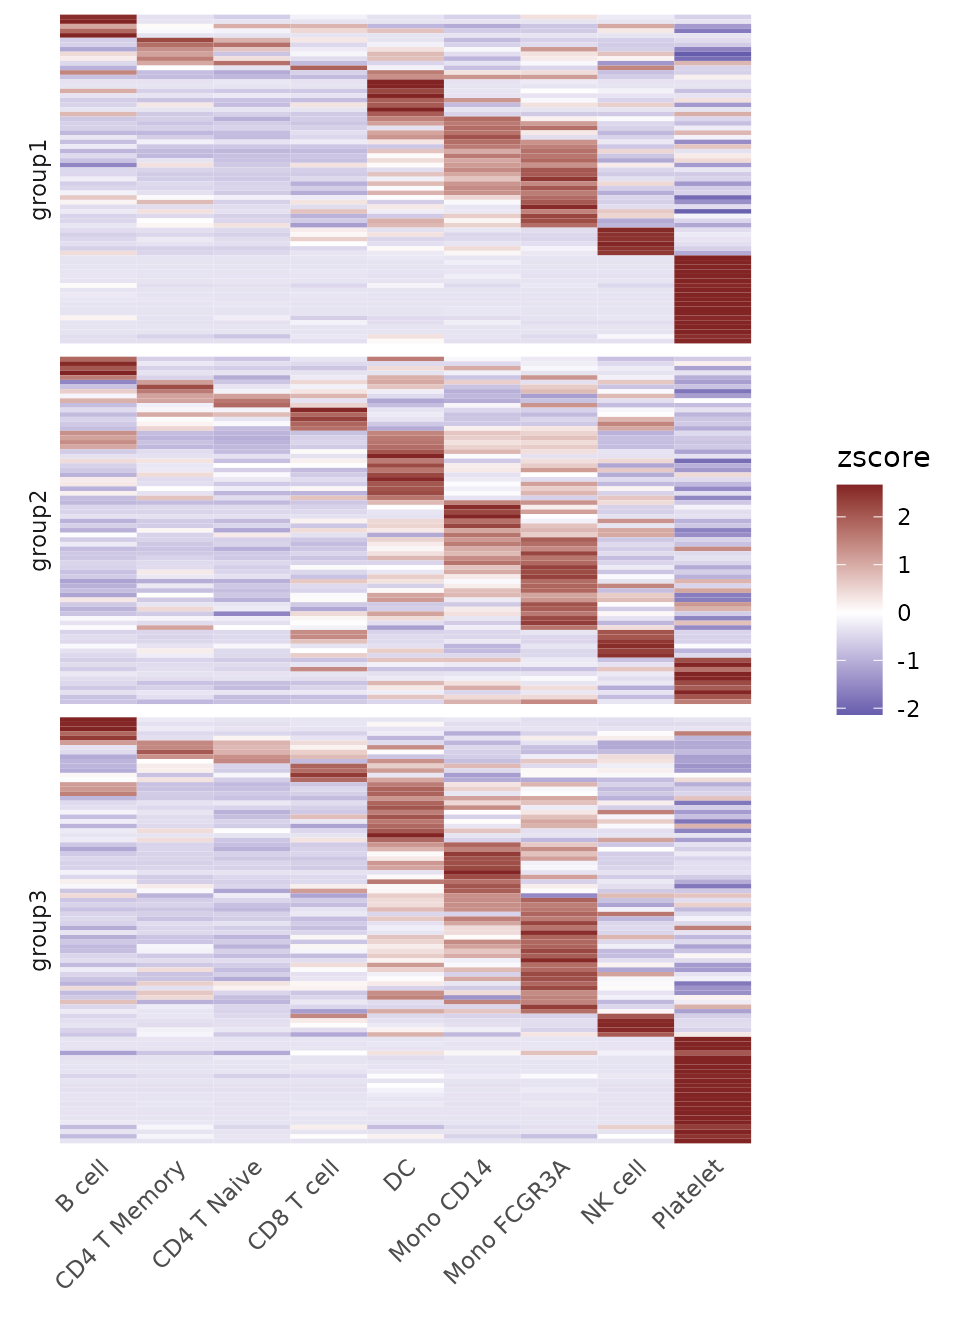 group1
group2
group3
zscore
2
1
0
-1
-2
B cell
CD4 T Memory
CD4 T Naive
CD8 T cell
DC
Mono CD14
Mono FCGR3A
NK cell
Platelet